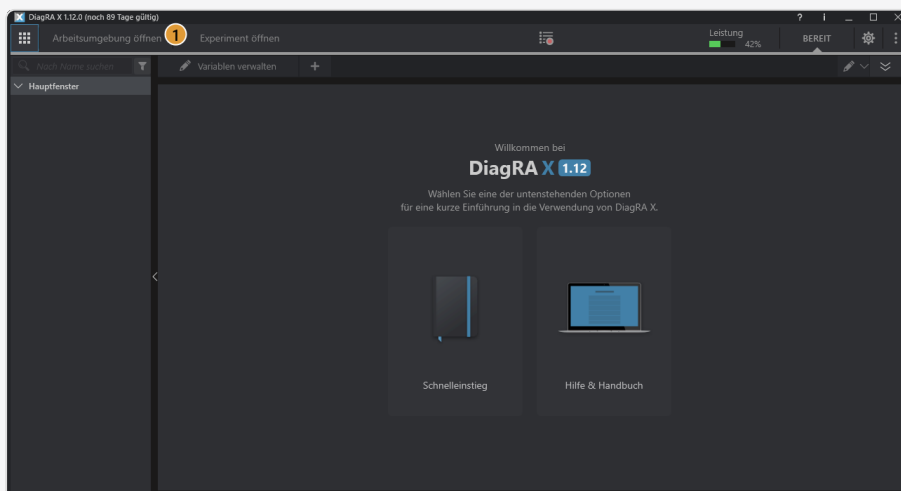 DiagRA X 1.12.0 (noch 89 Tage gültig)
? i
Arbeitsumgebung öffnen 1 Experiment öffnen
Leistung
42%
BEREIT
Nach Name suchen
Variablen verwalten +
Hauptfenster
Willkommen bei
DiagRA X 1.12
Wählen Sie eine der untenstehenden Optionen
für eine kurze Einführung in die Verwendung von DiagRA X.
Schnelleinstieg
Hilfe & Handbuch